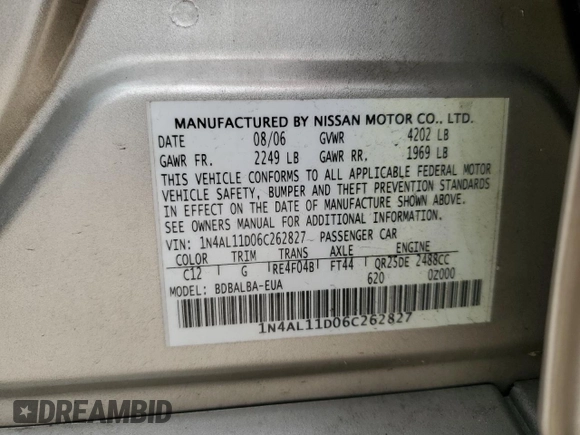 MANUFACTURED BY NISSAN MOTOR CO., LTD.
DATE 08/06 GVWR 4202 LB
GAWR FR. 2249 LB GAWR RR. 1969 LB
THIS VEHICLE CONFORMS TO ALL APPLICABLE FEDERAL MOTOR
VEHICLE SAFETY, BUMPER AND THEFT PREVENTION STANDARDS
IN EFFECT ON THE DATE OF MANUFACTURE SHOWN ABOVE.
SEE OWNERS MANUAL FOR ADDITIONAL INFORMATION.
VIN: 1N4AL11D06C262827 PASSENGER CAR
COLOR TRIM TRANS AXLE ENGINE
C12 G RE4F04B FT44 QR25DE 2488CC
MODEL: BDBALBA-EUA 620 0Z000
1N4AL11D06C262827
DREAMBID